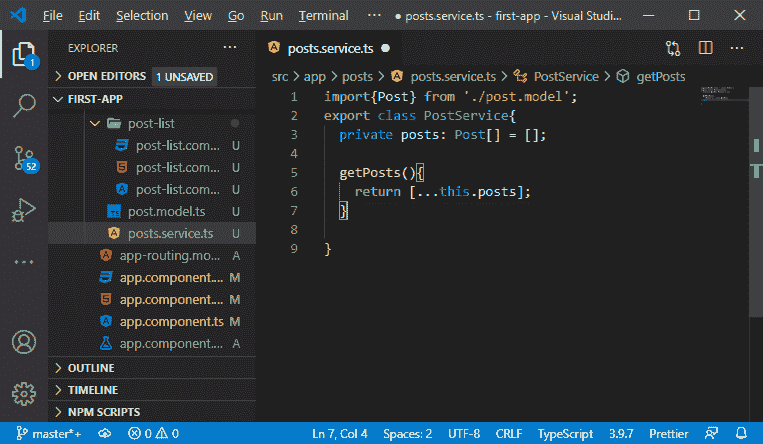 File Edit Selection View Go Run Terminal ··· ● posts.service.ts - first-app - Visual Studi...
EXPLORER ···
OPEN EDITORS 1 UNSAVED
FIRST-APP
post-list
post-list.com... U
post-list.com... U
post-list.com... U
TS post.model.ts U
posts.service.ts U
app-routing.mo... A
app.component.... M
app.component.... M
app.component.ts M
app.component.... A
OUTLINE
TIMELINE
NPM SCRIPTS
1
52
posts.service.ts ●
src > app > posts > posts.service.ts > PostService > getPosts
1 import{Post} from './post.model';
2 export class PostService{
3 private posts: Post[] = [];
4
5 getPosts(){
6 return [...this.posts];
7 }
8
9 }
master*+ 0 0 Ln 7, Col 4 Spaces: 2 UTF-8 CRLF TypeScript 3.9.7 Prettier